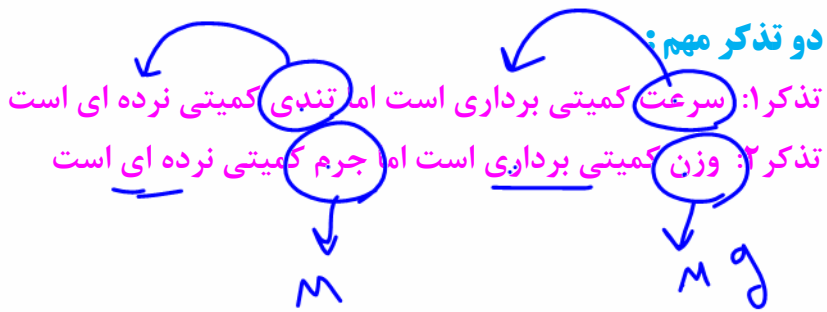 دو تذکر مهم :
تذکر۱: سرعت کمیتی برداری است اما تندی کمیتی نرده ای است
تذکر۲: وزن کمیتی برداری است اما جرم کمیتی نرده ای است
M
M g